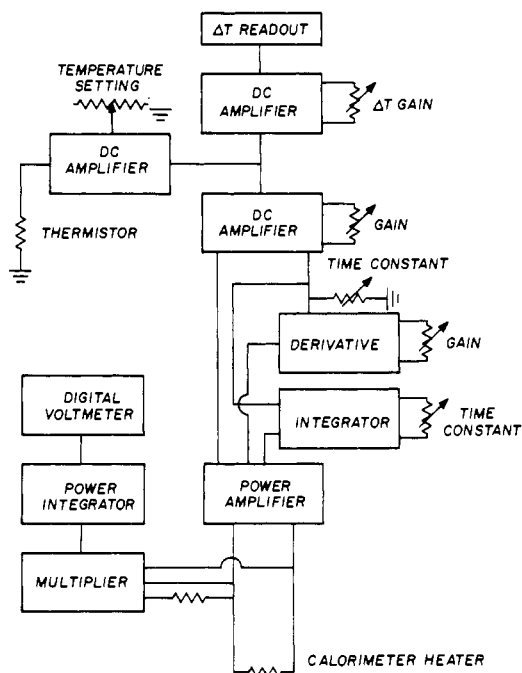 ΔT READOUT
TEMPERATURE
SETTING
DC
AMPLIFIER
ΔT GAIN
DC
AMPLIFIER
THERMISTOR
DC
AMPLIFIER
GAIN
TIME CONSTANT
DERIVATIVE
GAIN
DIGITAL
VOLTMETER
INTEGRATOR
TIME
CONSTANT
POWER
INTEGRATOR
POWER
AMPLIFIER
MULTIPLIER
CALORIMETER HEATER